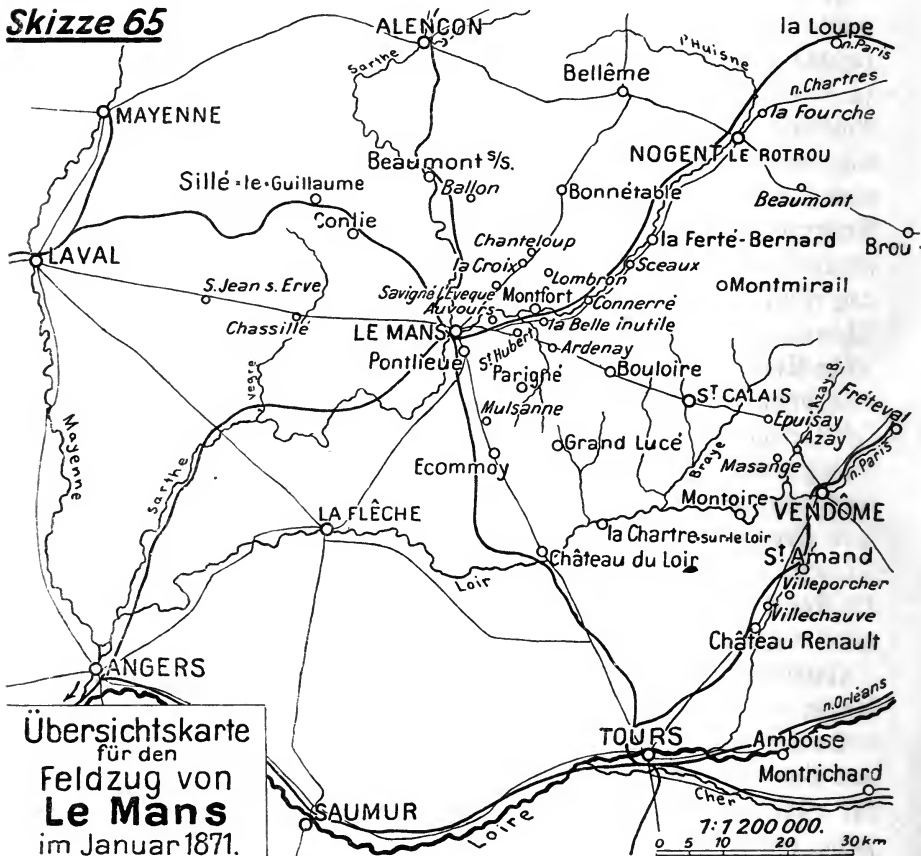 Skizze 65
ALENÇON
la Loupe
n. Paris
Sarthe
l'Huisne
Bellême
n. Chartres
la Fourche
MAYENNE
NOGENT LE ROTROU
Beaumont s/s.
Ballon
Sillé-le-Guillaume
Bonnétable
Beaumont
Conlie
Chanteloup
la Ferté-Bernard
Brou
LAVAL
la Croix
Lombron
Sceaux
Montmirail
S. Jean s. Erve
Savigné l'Eveque
Montfort
Connerré
Auvours
Chassillé
LE MANS
la Belle inutile
Pontlieue
St Hubert
Ardenay
Parigné
Bouloire
ST CALAIS
Azay-B.
Fréteval
Vègre
Mulsanne
Epuisay
Azay
Mayenne
Grand Lucé
Braye
Masange
n. Paris
Ecommoy
Sarthe
Montoire
VENDÔME
LA FLÊCHE
la Chartre-sur-le Loir
Château du Loir
St Amand
Loir
Villeporcher
Villechauve
Château Renault
ANGERS
n. Orléans
Übersichtskarte
für den
Feldzug von
Le Mans
im Januar 1871.
TOURS
Amboise
Montrichard
Cher
SAUMUR
Loire
1:1 200 000.
0 5 10 20 30 km